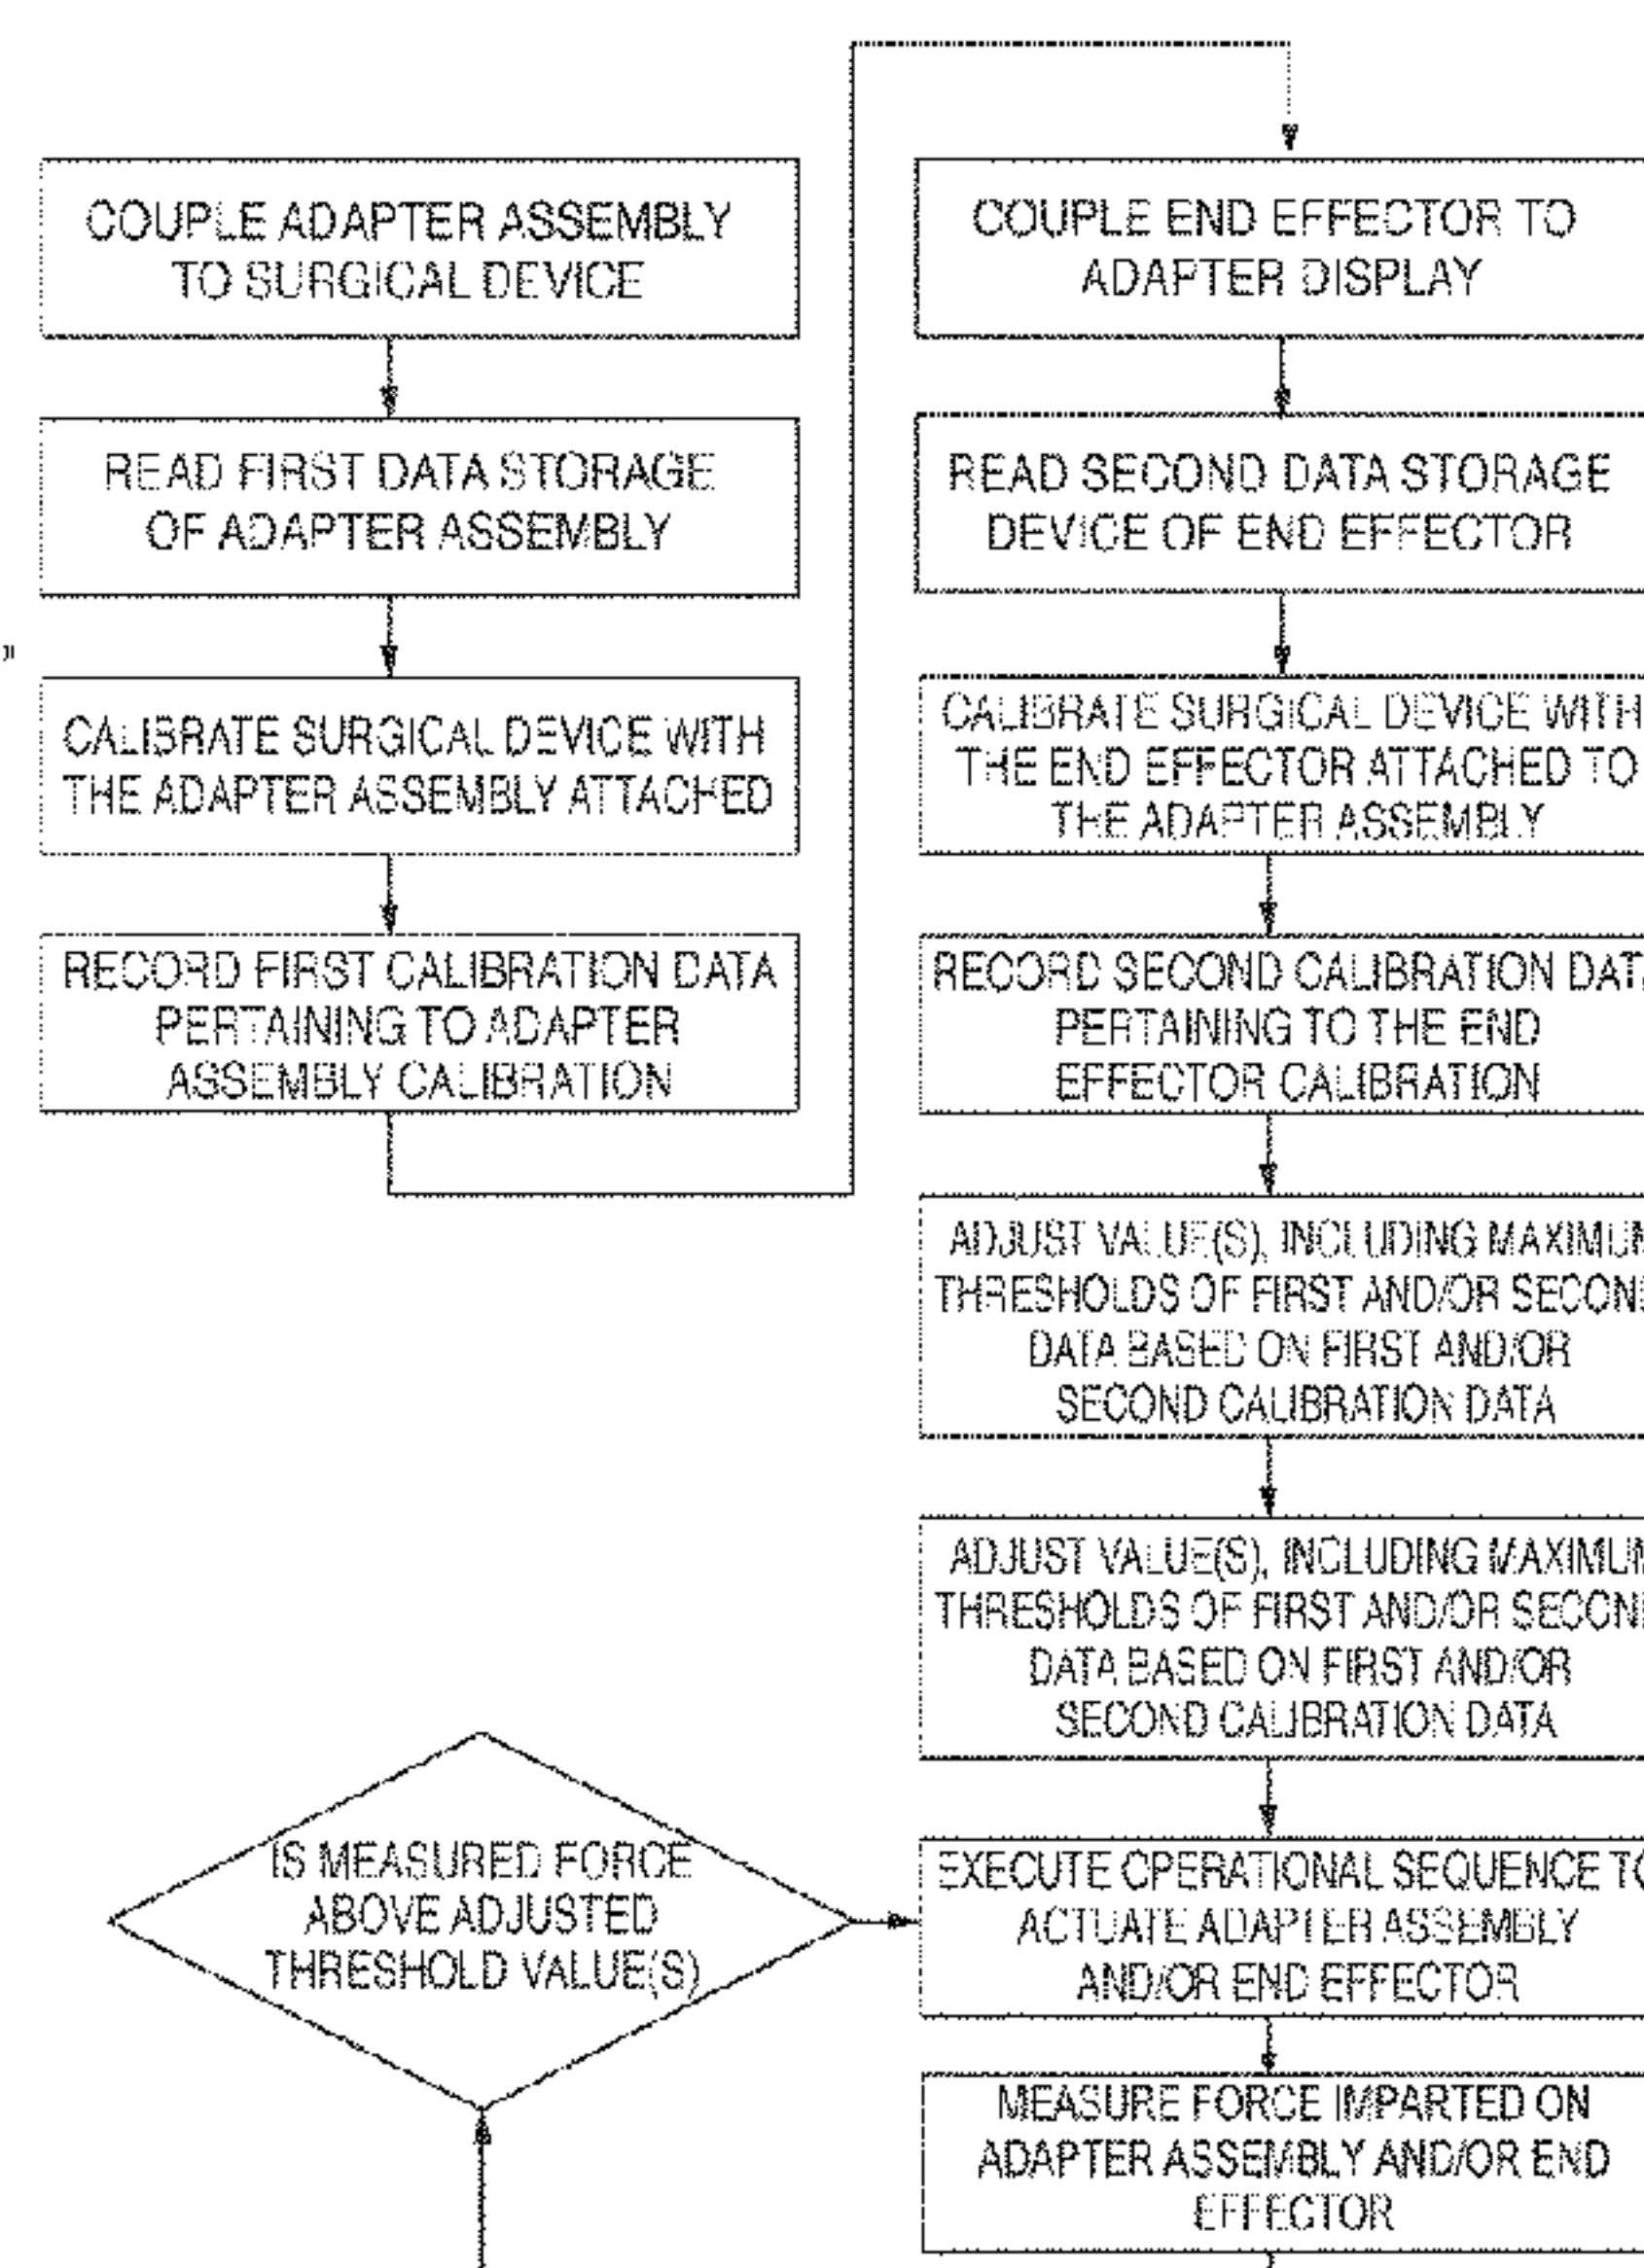 COUPLE ADAPTER ASSEMBLY
TO SURGICAL DEVICE
READ FIRST DATA STORAGE
OF ADAPTER ASSEMBLY
CALIBRATE SURGICAL DEVICE WITH
THE ADAPTER ASSEMBLY ATTACHED
RECORD FIRST CALIBRATION DATA
PERTAINING TO ADAPTER
ASSEMBLY CALIBRATION
COUPLE END EFFECTOR TO
ADAPTER DISPLAY
READ SECOND DATA STORAGE
DEVICE OF END EFFECTOR
CALIBRATE SURGICAL DEVICE WITH
THE END EFFECTOR ATTACHED TO
THE ADAPTER ASSEMBLY
RECORD SECOND CALIBRATION DATA
PERTAINING TO THE END
EFFECTOR CALIBRATION
ADJUST VALUE(S), INCLUDING MAXIMUM
THRESHOLDS OF FIRST AND/OR SECOND
DATA BASED ON FIRST AND/OR
SECOND CALIBRATION DATA
ADJUST VALUE(S), INCLUDING MAXIMUM
THRESHOLDS OF FIRST AND/OR SECOND
DATA BASED ON FIRST AND/OR
SECOND CALIBRATION DATA
EXECUTE OPERATIONAL SEQUENCE TO
ACTUATE ADAPTER ASSEMBLY
AND/OR END EFFECTOR
MEASURE FORCE IMPARTED ON
ADAPTER ASSEMBLY AND/OR END
EFFECTOR
IS MEASURED FORCE
ABOVE ADJUSTED
THRESHOLD VALUE(S)